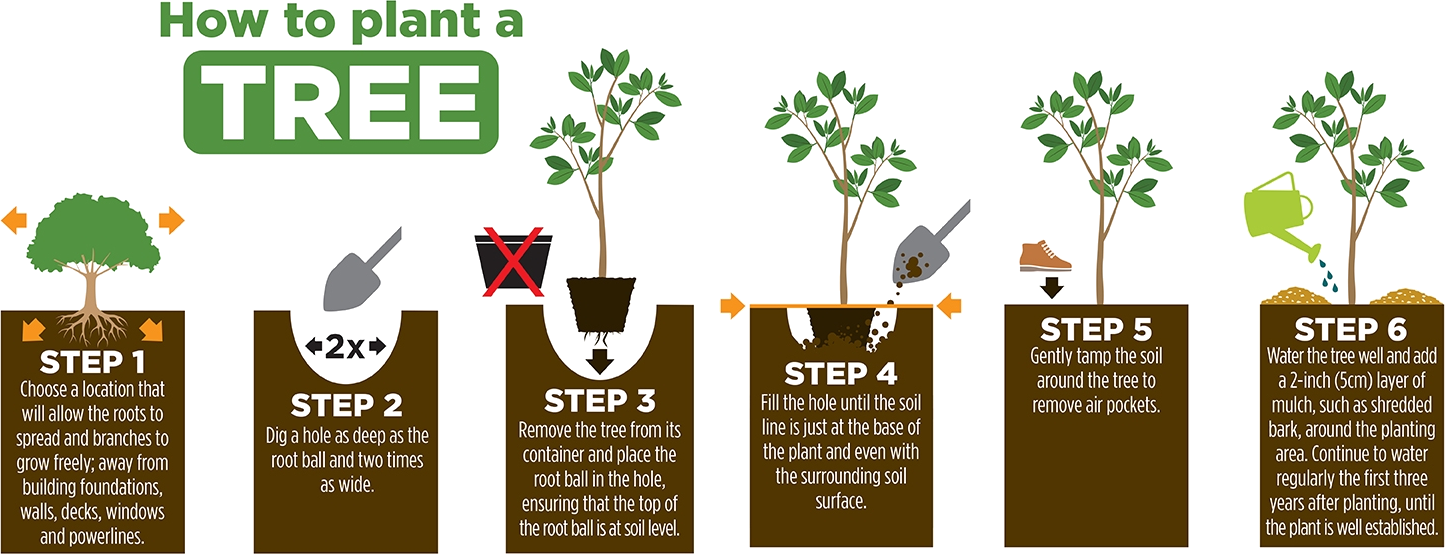 How to plant a
TREE
STEP 1
Choose a location that
will allow the roots to
spread and branches to
grow freely; away from
building foundations,
walls, decks, windows
and powerlines.
2x
STEP 2
Dig a hole as deep as the
root ball and two times
as wide.
STEP 3
Remove the tree from its
container and place the
root ball in the hole,
ensuring that the top of
the root ball is at soil level.
STEP 4
Fill the hole until the soil
line is just at the base of
the plant and even with
the surrounding soil
surface.
STEP 5
Gently tamp the soil
around the tree to
remove air pockets.
STEP 6
Water the tree well and add
a 2-inch (5cm) layer of
mulch, such as shredded
bark, around the planting
area. Continue to water
regularly the first three
years after planting, until
the plant is well established.